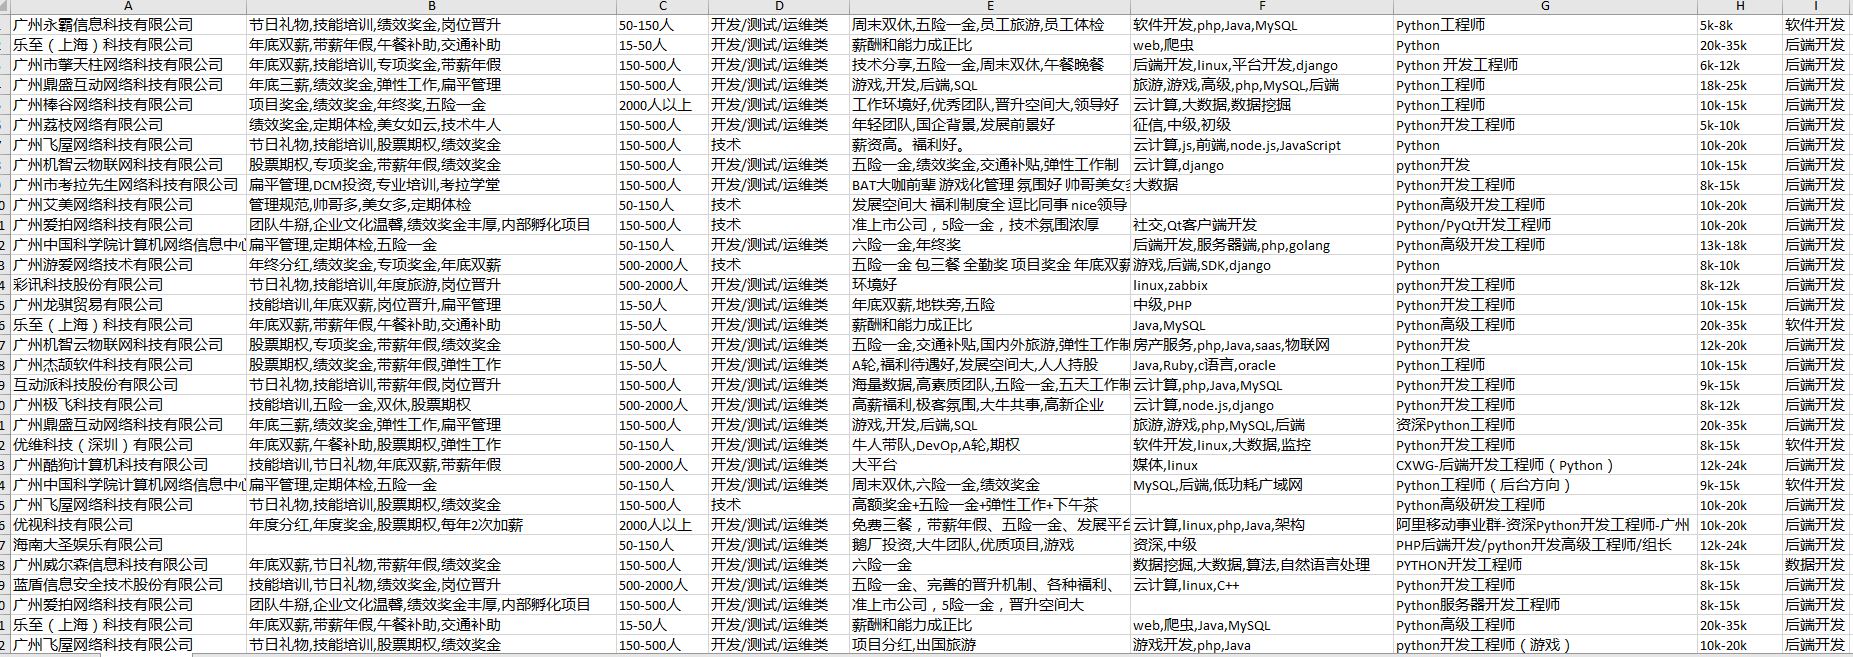 A B C D E F G H I
广州永霸信息科技有限公司 节日礼物,技能培训,绩效奖金,岗位晋升 50-150人 开发/测试/运维类 周末双休,五险一金,员工旅游,员工体检 软件开发,php,Java,MySQL Python工程师 5k-8k 软件开发
乐至（上海）科技有限公司 年底双薪,带薪年假,午餐补助,交通补助 15-50人 开发/测试/运维类 薪酬和能力成正比 web,爬虫 Python 20k-35k 后端开发
广州市擎天柱网络科技有限公司 年底双薪,技能培训,专项奖金,带薪年假 150-500人 开发/测试/运维类 技术分享,五险一金,周末双休,午餐晚餐 后端开发,linux,平台开发,django Python 开发工程师 6k-12k 后端开发
广州鼎盛互动网络科技有限公司 年底三薪,绩效奖金,弹性工作,扁平管理 150-500人 开发/测试/运维类 游戏,开发,后端,SQL 旅游,游戏,高级,php,MySQL,后端 Python工程师 18k-25k 后端开发
广州棒谷网络科技有限公司 项目奖金,绩效奖金,年终奖,五险一金 2000人以上 开发/测试/运维类 工作环境好,优秀团队,晋升空间大,领导好 云计算,大数据,数据挖掘 Python工程师 10k-15k 后端开发
广州荔枝网络有限公司 绩效奖金,定期体检,美女如云,技术牛人 150-500人 开发/测试/运维类 年轻团队,国企背景,发展前景好 征信,中级,初级 Python开发工程师 5k-10k 后端开发
广州飞屋网络科技有限公司 节日礼物,技能培训,股票期权,绩效奖金 150-500人 技术 薪资高。福利好。 云计算,js,前端,node.js,JavaScript Python 10k-20k 后端开发
广州机智云物联网科技有限公司 股票期权,专项奖金,带薪年假,绩效奖金 150-500人 开发/测试/运维类 五险一金,绩效奖金,交通补贴,弹性工作制 云计算,django python开发 10k-15k 后端开发
广州市考拉先生网络科技有限公司 扁平管理,DCM投资,专业培训,考拉学堂 150-500人 开发/测试/运维类 BAT大咖前辈 游戏化管理 氛围好 帅哥美女 大数据 Python开发工程师 8k-15k 后端开发
广州艾美网络科技有限公司 管理规范,帅哥多,美女多,定期体检 50-150人 技术 发展空间大 福利制度全 逗比同事 nice领导 Python高级开发工程师 10k-20k 后端开发
广州爱拍网络科技有限公司 团队牛掰,企业文化温馨,绩效奖金丰厚,内部孵化项目 150-500人 技术 准上市公司，5险一金，技术氛围浓厚 社交,Qt客户端开发 Python/PyQt开发工程师 10k-20k 后端开发
广州中国科学院计算机网络信息中心 扁平管理,定期体检,五险一金 50-150人 开发/测试/运维类 六险一金,年终奖 后端开发,服务器端,php,golang Python高级开发工程师 13k-18k 后端开发
广州游爱网络技术有限公司 年终分红,绩效奖金,专项奖金,年底双薪 500-2000人 技术 五险一金 包三餐 全勤奖 项目奖金 年底双薪 游戏,后端,SDK,django Python 8k-10k 后端开发
彩讯科技股份有限公司 节日礼物,技能培训,年度旅游,岗位晋升 500-2000人 开发/测试/运维类 环境好 linux,zabbix python开发工程师 8k-12k 后端开发
广州龙骐贸易有限公司 技能培训,年底双薪,岗位晋升,扁平管理 15-50人 开发/测试/运维类 年底双薪,地铁旁,五险 中级,PHP Python开发工程师 10k-15k 后端开发
乐至（上海）科技有限公司 年底双薪,带薪年假,午餐补助,交通补助 15-50人 开发/测试/运维类 薪酬和能力成正比 Java,MySQL Python高级工程师 20k-35k 软件开发
广州机智云物联网科技有限公司 股票期权,专项奖金,带薪年假,绩效奖金 150-500人 开发/测试/运维类 五险一金,交通补贴,国内外旅游,弹性工作制 房产服务,php,Java,saas,物联网 Python开发 12k-20k 后端开发
广州杰颉软件科技有限公司 股票期权,绩效奖金,带薪年假,弹性工作 15-50人 开发/测试/运维类 A轮,福利待遇好,发展空间大,人人持股 Java,Ruby,c语言,oracle Python工程师 10k-15k 后端开发
互动派科技股份有限公司 节日礼物,技能培训,带薪年假,岗位晋升 150-500人 开发/测试/运维类 海量数据,高素质团队,五险一金,五天工作制 云计算,php,Java,MySQL Python开发工程师 9k-15k 后端开发
广州极飞科技有限公司 技能培训,五险一金,双休,股票期权 500-2000人 开发/测试/运维类 高薪福利,极客氛围,大牛共事,高新企业 云计算,node.js,django Python开发工程师 8k-12k 后端开发
广州鼎盛互动网络科技有限公司 年底三薪,绩效奖金,弹性工作,扁平管理 150-500人 开发/测试/运维类 游戏,开发,后端,SQL 旅游,游戏,php,MySQL,后端 资深Python工程师 20k-35k 后端开发
优维科技（深圳）有限公司 年底双薪,午餐补助,股票期权,弹性工作 50-150人 开发/测试/运维类 牛人带队,DevOp,A轮,期权 软件开发,linux,大数据,监控 Python开发工程师 8k-15k 软件开发
广州酷狗计算机科技有限公司 技能培训,节日礼物,年底双薪,带薪年假 500-2000人 开发/测试/运维类 大平台 媒体,linux CXWG-后端开发工程师（Python） 12k-24k 后端开发
广州中国科学院计算机网络信息中心 扁平管理,定期体检,五险一金 50-150人 开发/测试/运维类 周末双休,六险一金,绩效奖金 MySQL,后端,低功耗广域网 Python工程师（后台方向） 9k-15k 软件开发
广州飞屋网络科技有限公司 节日礼物,技能培训,股票期权,绩效奖金 150-500人 技术 高额奖金+五险一金+弹性工作+下午茶 Python高级研发工程师 10k-20k 后端开发
优视科技有限公司 年度分红,年度奖金,股票期权,每年2次加薪 2000人以上 开发/测试/运维类 免费三餐，带薪年假、五险一金、发展平台 云计算,linux,php,Java,架构 阿里移动事业群-资深Python开发工程师-广州 10k-20k 后端开发
海南大圣娱乐有限公司 50-150人 开发/测试/运维类 鹅厂投资,大牛团队,优质项目,游戏 资深,中级 PHP后端开发/python开发高级工程师/组长 12k-24k 后端开发
广州威尔森信息科技有限公司 年底双薪,节日礼物,带薪年假,绩效奖金 150-500人 开发/测试/运维类 六险一金 数据挖掘,大数据,算法,自然语言处理 PYTHON开发工程师 8k-15k 数据开发
蓝盾信息安全技术股份有限公司 技能培训,节日礼物,绩效奖金,岗位晋升 500-2000人 开发/测试/运维类 五险一金、完善的晋升机制、各种福利、 云计算,linux,C++ Python开发工程师 8k-15k 后端开发
广州爱拍网络科技有限公司 团队牛掰,企业文化温馨,绩效奖金丰厚,内部孵化项目 150-500人 开发/测试/运维类 准上市公司，5险一金，晋升空间大 Python服务器开发工程师 8k-15k 后端开发
乐至（上海）科技有限公司 年底双薪,带薪年假,午餐补助,交通补助 15-50人 开发/测试/运维类 薪酬和能力成正比 web,爬虫,Java,MySQL Python高级工程师 20k-35k 后端开发
广州飞屋网络科技有限公司 节日礼物,技能培训,股票期权,绩效奖金 150-500人 开发/测试/运维类 项目分红,出国旅游 游戏开发,php,Java python开发工程师（游戏） 10k-20k 后端开发